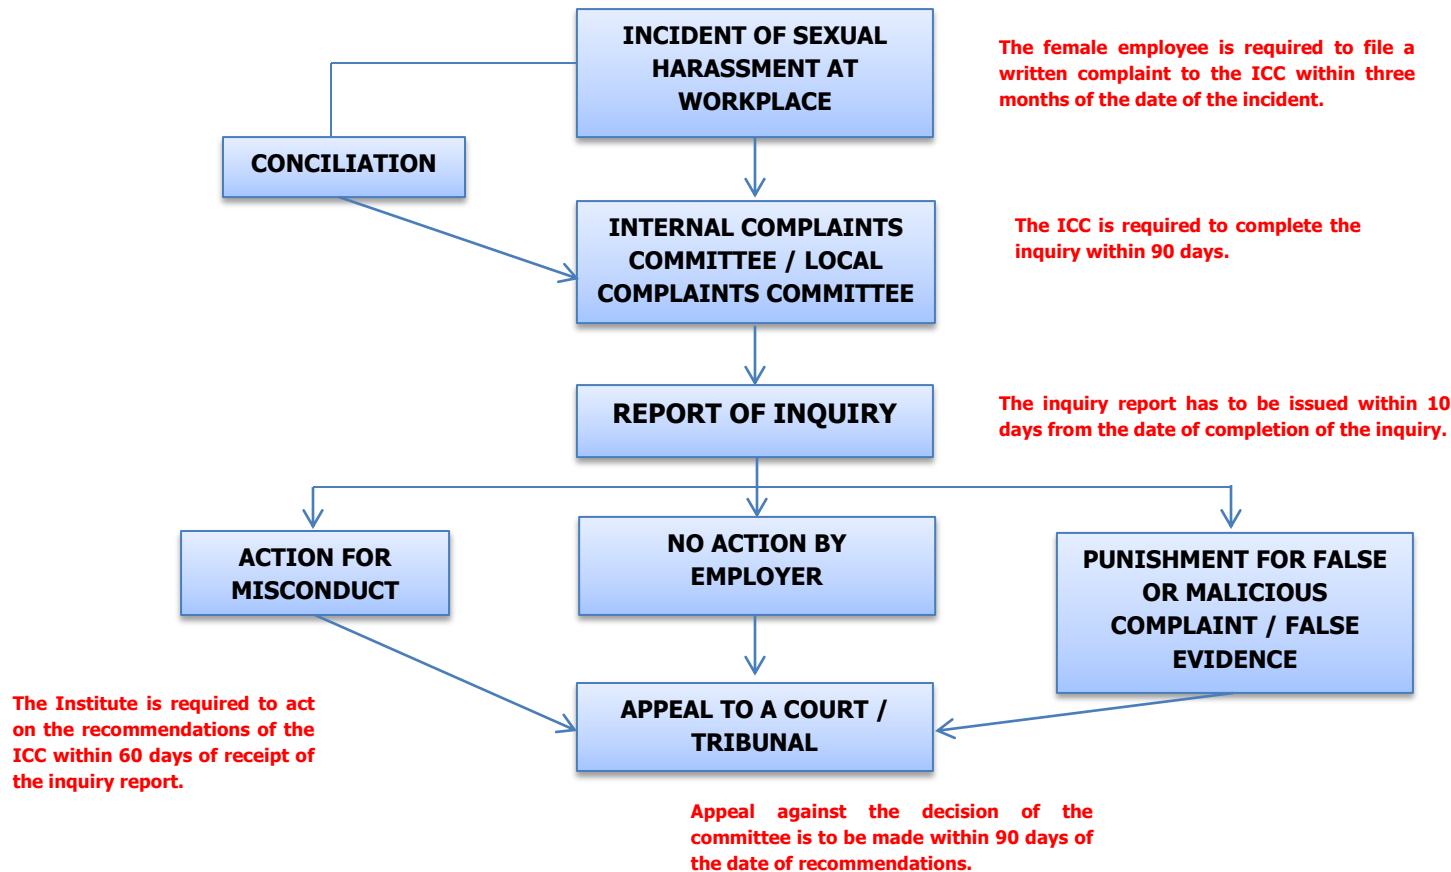 INCIDENT OF SEXUAL
HARASSMENT AT
WORKPLACE
The female employee is required to file a
written complaint to the ICC within three
months of the date of the incident.
CONCILIATION
INTERNAL COMPLAINTS
COMMITTEE / LOCAL
COMPLAINTS COMMITTEE
The ICC is required to complete the
inquiry within 90 days.
REPORT OF INQUIRY
The inquiry report has to be issued within 10
days from the date of completion of the inquiry.
ACTION FOR
MISCONDUCT
NO ACTION BY
EMPLOYER
PUNISHMENT FOR FALSE
OR MALICIOUS
COMPLAINT / FALSE
EVIDENCE
The Institute is required to act
on the recommendations of the
ICC within 60 days of receipt of
the inquiry report.
APPEAL TO A COURT /
TRIBUNAL
Appeal against the decision of the
committee is to be made within 90 days of
the date of recommendations.